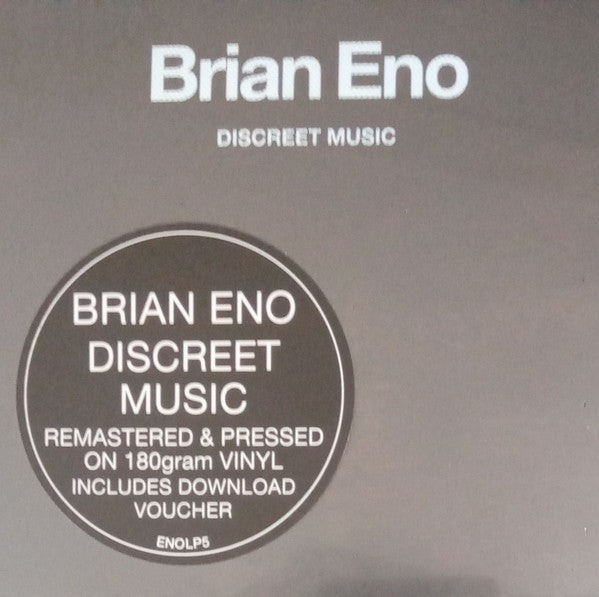 Brian Eno
DISCREET MUSIC
BRIAN ENO
DISCREET
MUSIC
REMASTERED & PRESSED
ON 180gram VINYL
INCLUDES DOWNLOAD
VOUCHER
ENOLP5